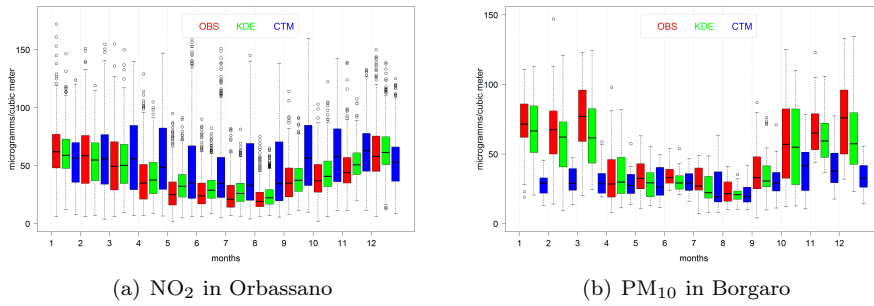 OBS KDE CTM
microgramms/cubic meter
150
100
50
0
1 2 3 4 5 6 7 8 9 10 11 12
months
(a) NO₂ in Orbassano
OBS KDE CTM
microgramms/cubic meter
150
100
50
0
1 2 3 4 5 6 7 8 9 10 11 12
months
(b) PM₁₀ in Borgaro